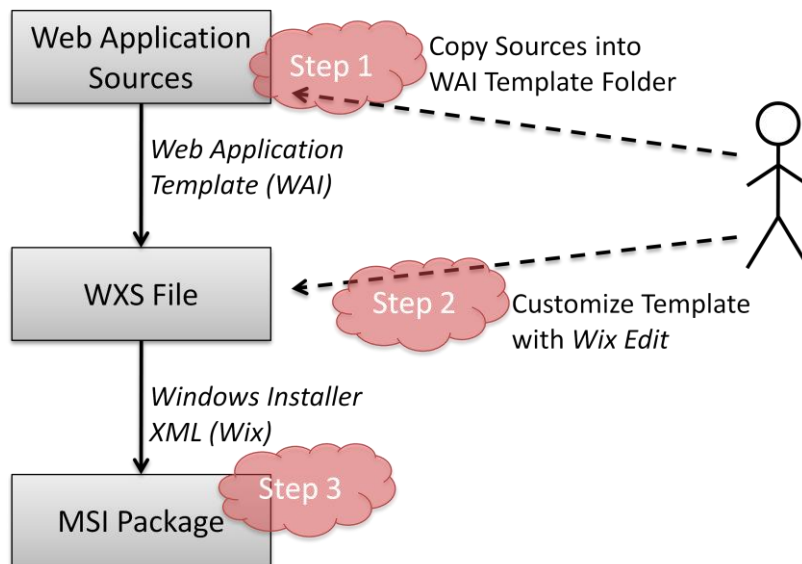 Web Application
Sources
Step 1
Copy Sources into
WAI Template Folder
Web Application
Template (WAI)
WXS File
Step 2
Customize Template
with Wix Edit
Windows Installer
XML (Wix)
Step 3
MSI Package